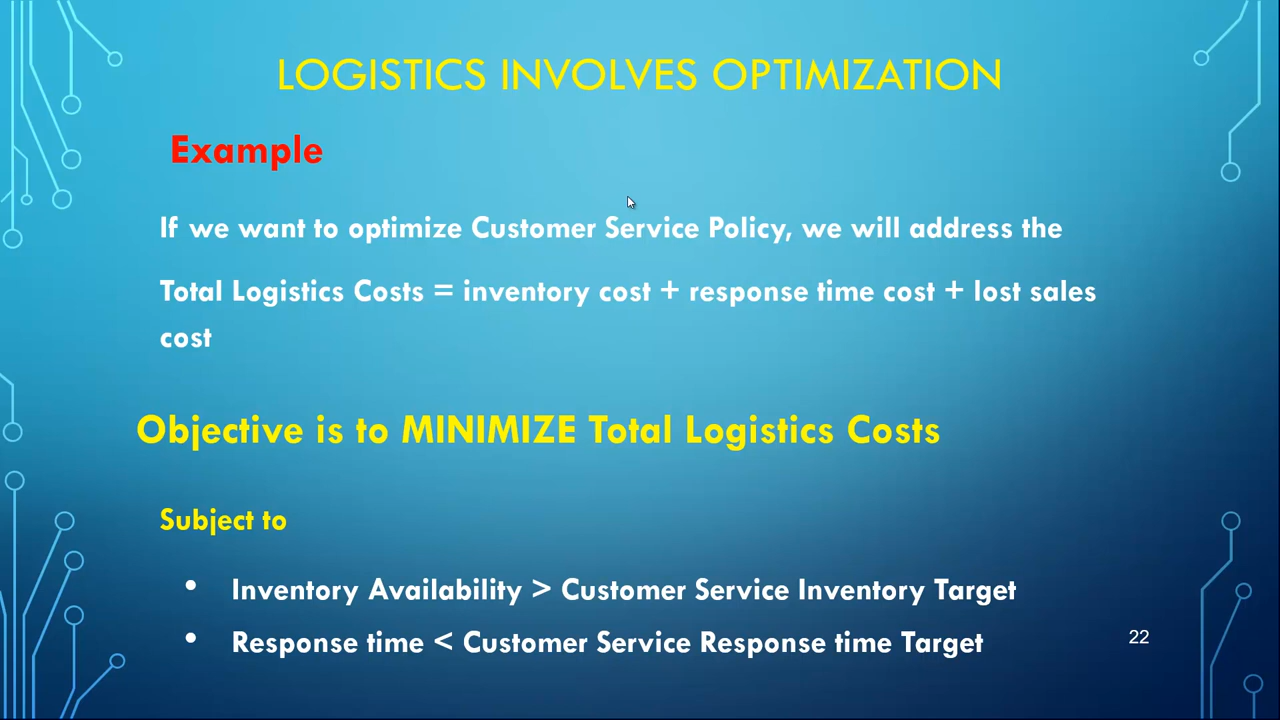 LOGISTICS INVOLVES OPTIMIZATION
Example
If we want to optimize Customer Service Policy, we will address the
Total Logistics Costs = inventory cost + response time cost + lost sales
cost
Objective is to MINIMIZE Total Logistics Costs
Subject to
• Inventory Availability > Customer Service Inventory Target
• Response time < Customer Service Response time Target
22